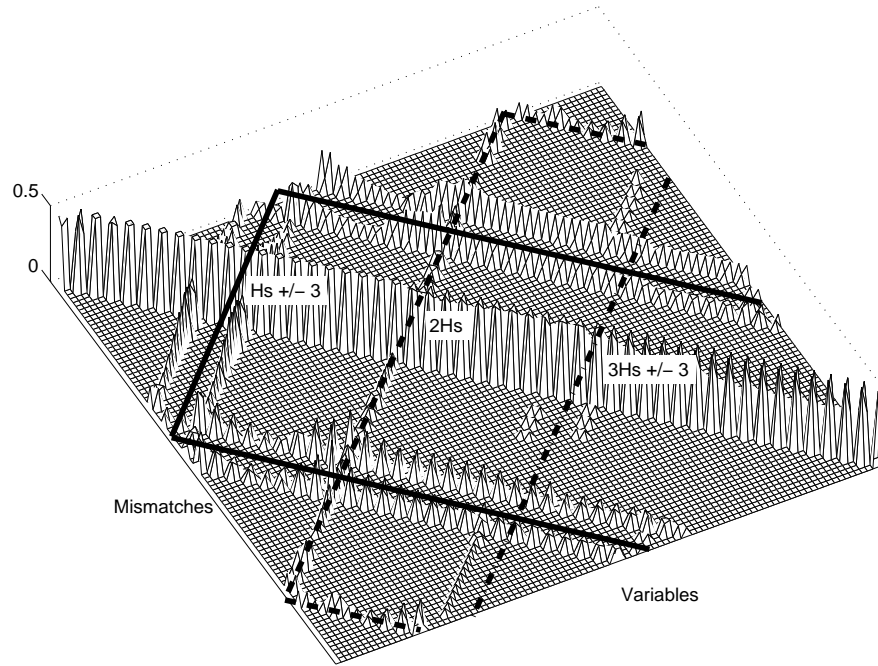 0.5
0
Hs +/− 3
2Hs
3Hs +/− 3
Mismatches
Variables